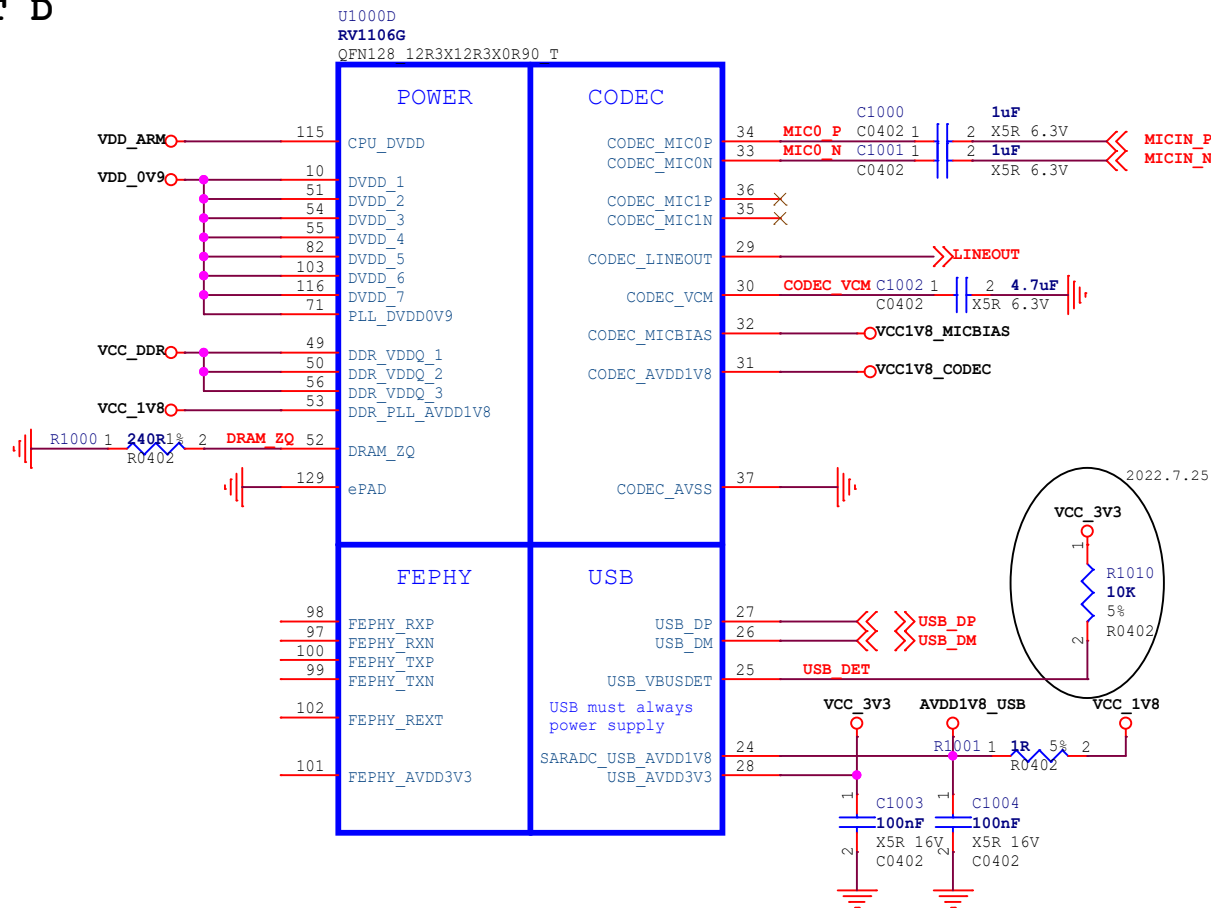 T D
U1000D
RV1106G
QFN128 12R3X12R3X0R90 T
POWER
CODEC
VDD_ARM 115 CPU_DVDD
VDD_0V9 10 DVDD_1
51 DVDD_2
54 DVDD_3
55 DVDD_4
82 DVDD_5
103 DVDD_6
116 DVDD_7
71 PLL_DVDD0V9
VCC_DDR 49 DDR_VDDQ_1
50 DDR_VDDQ_2
56 DDR_VDDQ_3
VCC_1V8 53 DDR_PLL_AVDD1V8
R1000 1 240R 1% 2 DRAM_ZQ 52 DRAM_ZQ
R0402
129 ePAD
C1000 1uF
CODEC_MIC0P 34 MIC0_P C0402 1 2 X5R 6.3V MICIN_P
CODEC_MIC0N 33 MIC0_N C1001 1 2 1uF MICIN_N
C0402 X5R 6.3V
CODEC_MIC1P 36
CODEC_MIC1N 35
CODEC_LINEOUT 29 LINEOUT
CODEC_VCM 30 CODEC_VCM C1002 1 2 4.7uF
C0402 X5R 6.3V
CODEC_MICBIAS 32 VCC1V8_MICBIAS
CODEC_AVDD1V8 31 VCC1V8_CODEC
CODEC_AVSS 37
2022.7.25
VCC_3V3
1
R1010
10K
5%
R0402
2
FEPHY
USB
98 FEPHY_RXP
97 FEPHY_RXN
100 FEPHY_TXP
99 FEPHY_TXN
102 FEPHY_REXT
101 FEPHY_AVDD3V3
USB_DP 27 USB_DP
USB_DM 26 USB_DM
USB_VBUSDET 25 USB_DET
USB must always
power supply
VCC_3V3 AVDD1V8_USB VCC_1V8
SARADC_USB_AVDD1V8 24 R1001 1 1R 5% 2
R0402
USB_AVDD3V3 28
1 C1003 1 C1004
100nF 100nF
X5R 16V X5R 16V
2 C0402 2 C0402